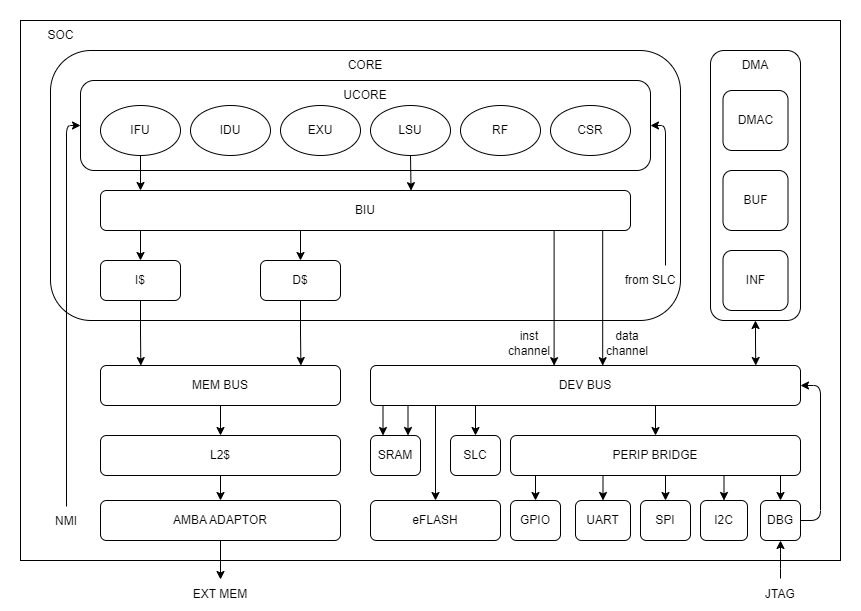 SOC
CORE
DMA
UCORE
IFU
IDU
EXU
LSU
RF
CSR
DMAC
BIU
BUF
I$
D$
from SLC
INF
inst
channel
data
channel
MEM BUS
DEV BUS
L2$
SRAM
SLC
PERIP BRIDGE
NMI
AMBA ADAPTOR
eFLASH
GPIO
UART
SPI
I2C
DBG
EXT MEM
JTAG